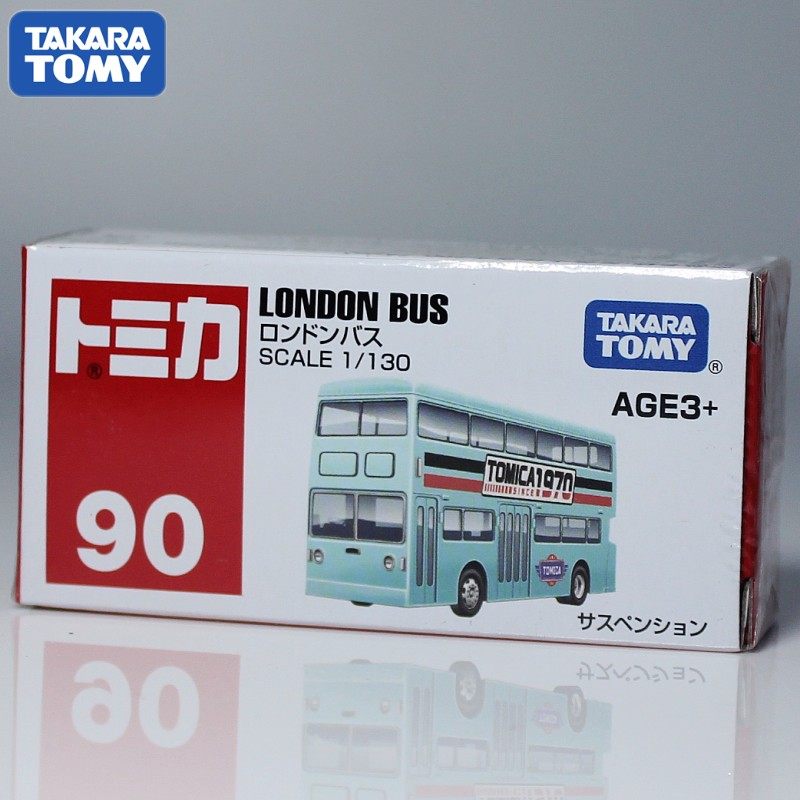 TAKARA
TOMY
トミカ
®
90
LONDON BUS
ロンドンバス
SCALE 1/130
TAKARA
TOMY
®
AGE3+
TOMICA1970
SINCE
TOMICA
サスペンション